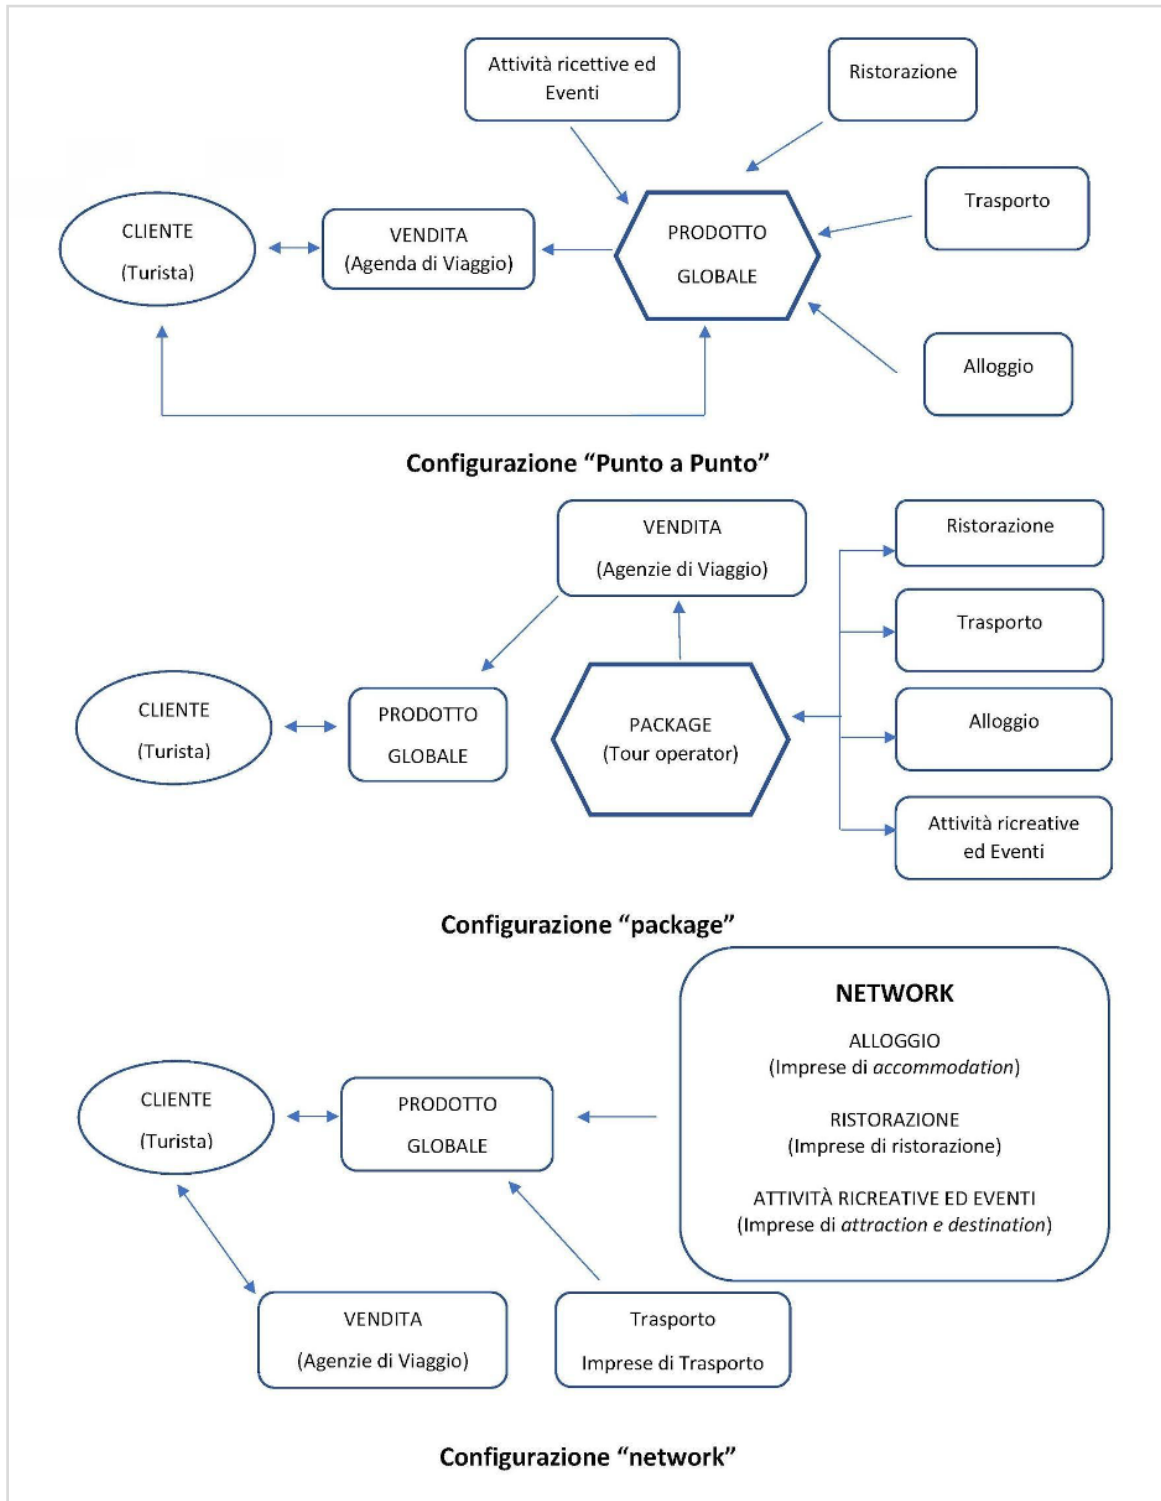 Attività ricettive ed
Eventi
Ristorazione
Trasporto
CLIENTE
(Turista)
VENDITA
(Agenda di Viaggio)
PRODOTTO
GLOBALE
Alloggio
Configurazione “Punto a Punto”
VENDITA
(Agenzie di Viaggio)
Ristorazione
Trasporto
CLIENTE
(Turista)
PRODOTTO
GLOBALE
PACKAGE
(Tour operator)
Alloggio
Attività ricreative
ed Eventi
Configurazione “package”
NETWORK
ALLOGGIO
(Imprese di accommodation)
CLIENTE
(Turista)
PRODOTTO
GLOBALE
RISTORAZIONE
(Imprese di ristorazione)
ATTIVITÀ RICREATIVE ED EVENTI
(Imprese di attraction e destination)
VENDITA
(Agenzie di Viaggio)
Trasporto
Imprese di Trasporto
Configurazione “network”